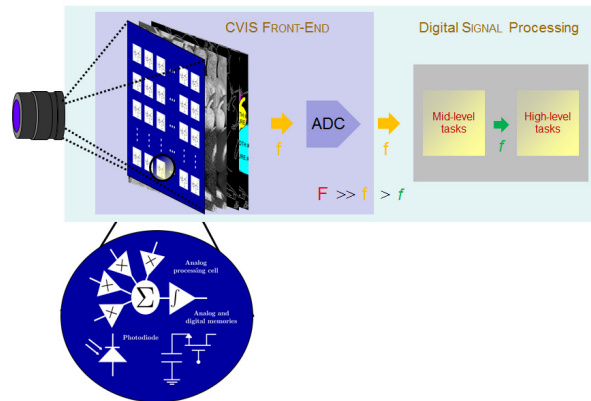 CVIS FRONT-END
Digital SIGNAL Processing
ADC
f
f
Mid-level
tasks
f
High-level
tasks
F >> f > f
Analog
processing cell
Σ
∫
Analog and
digital memories
Photodiode